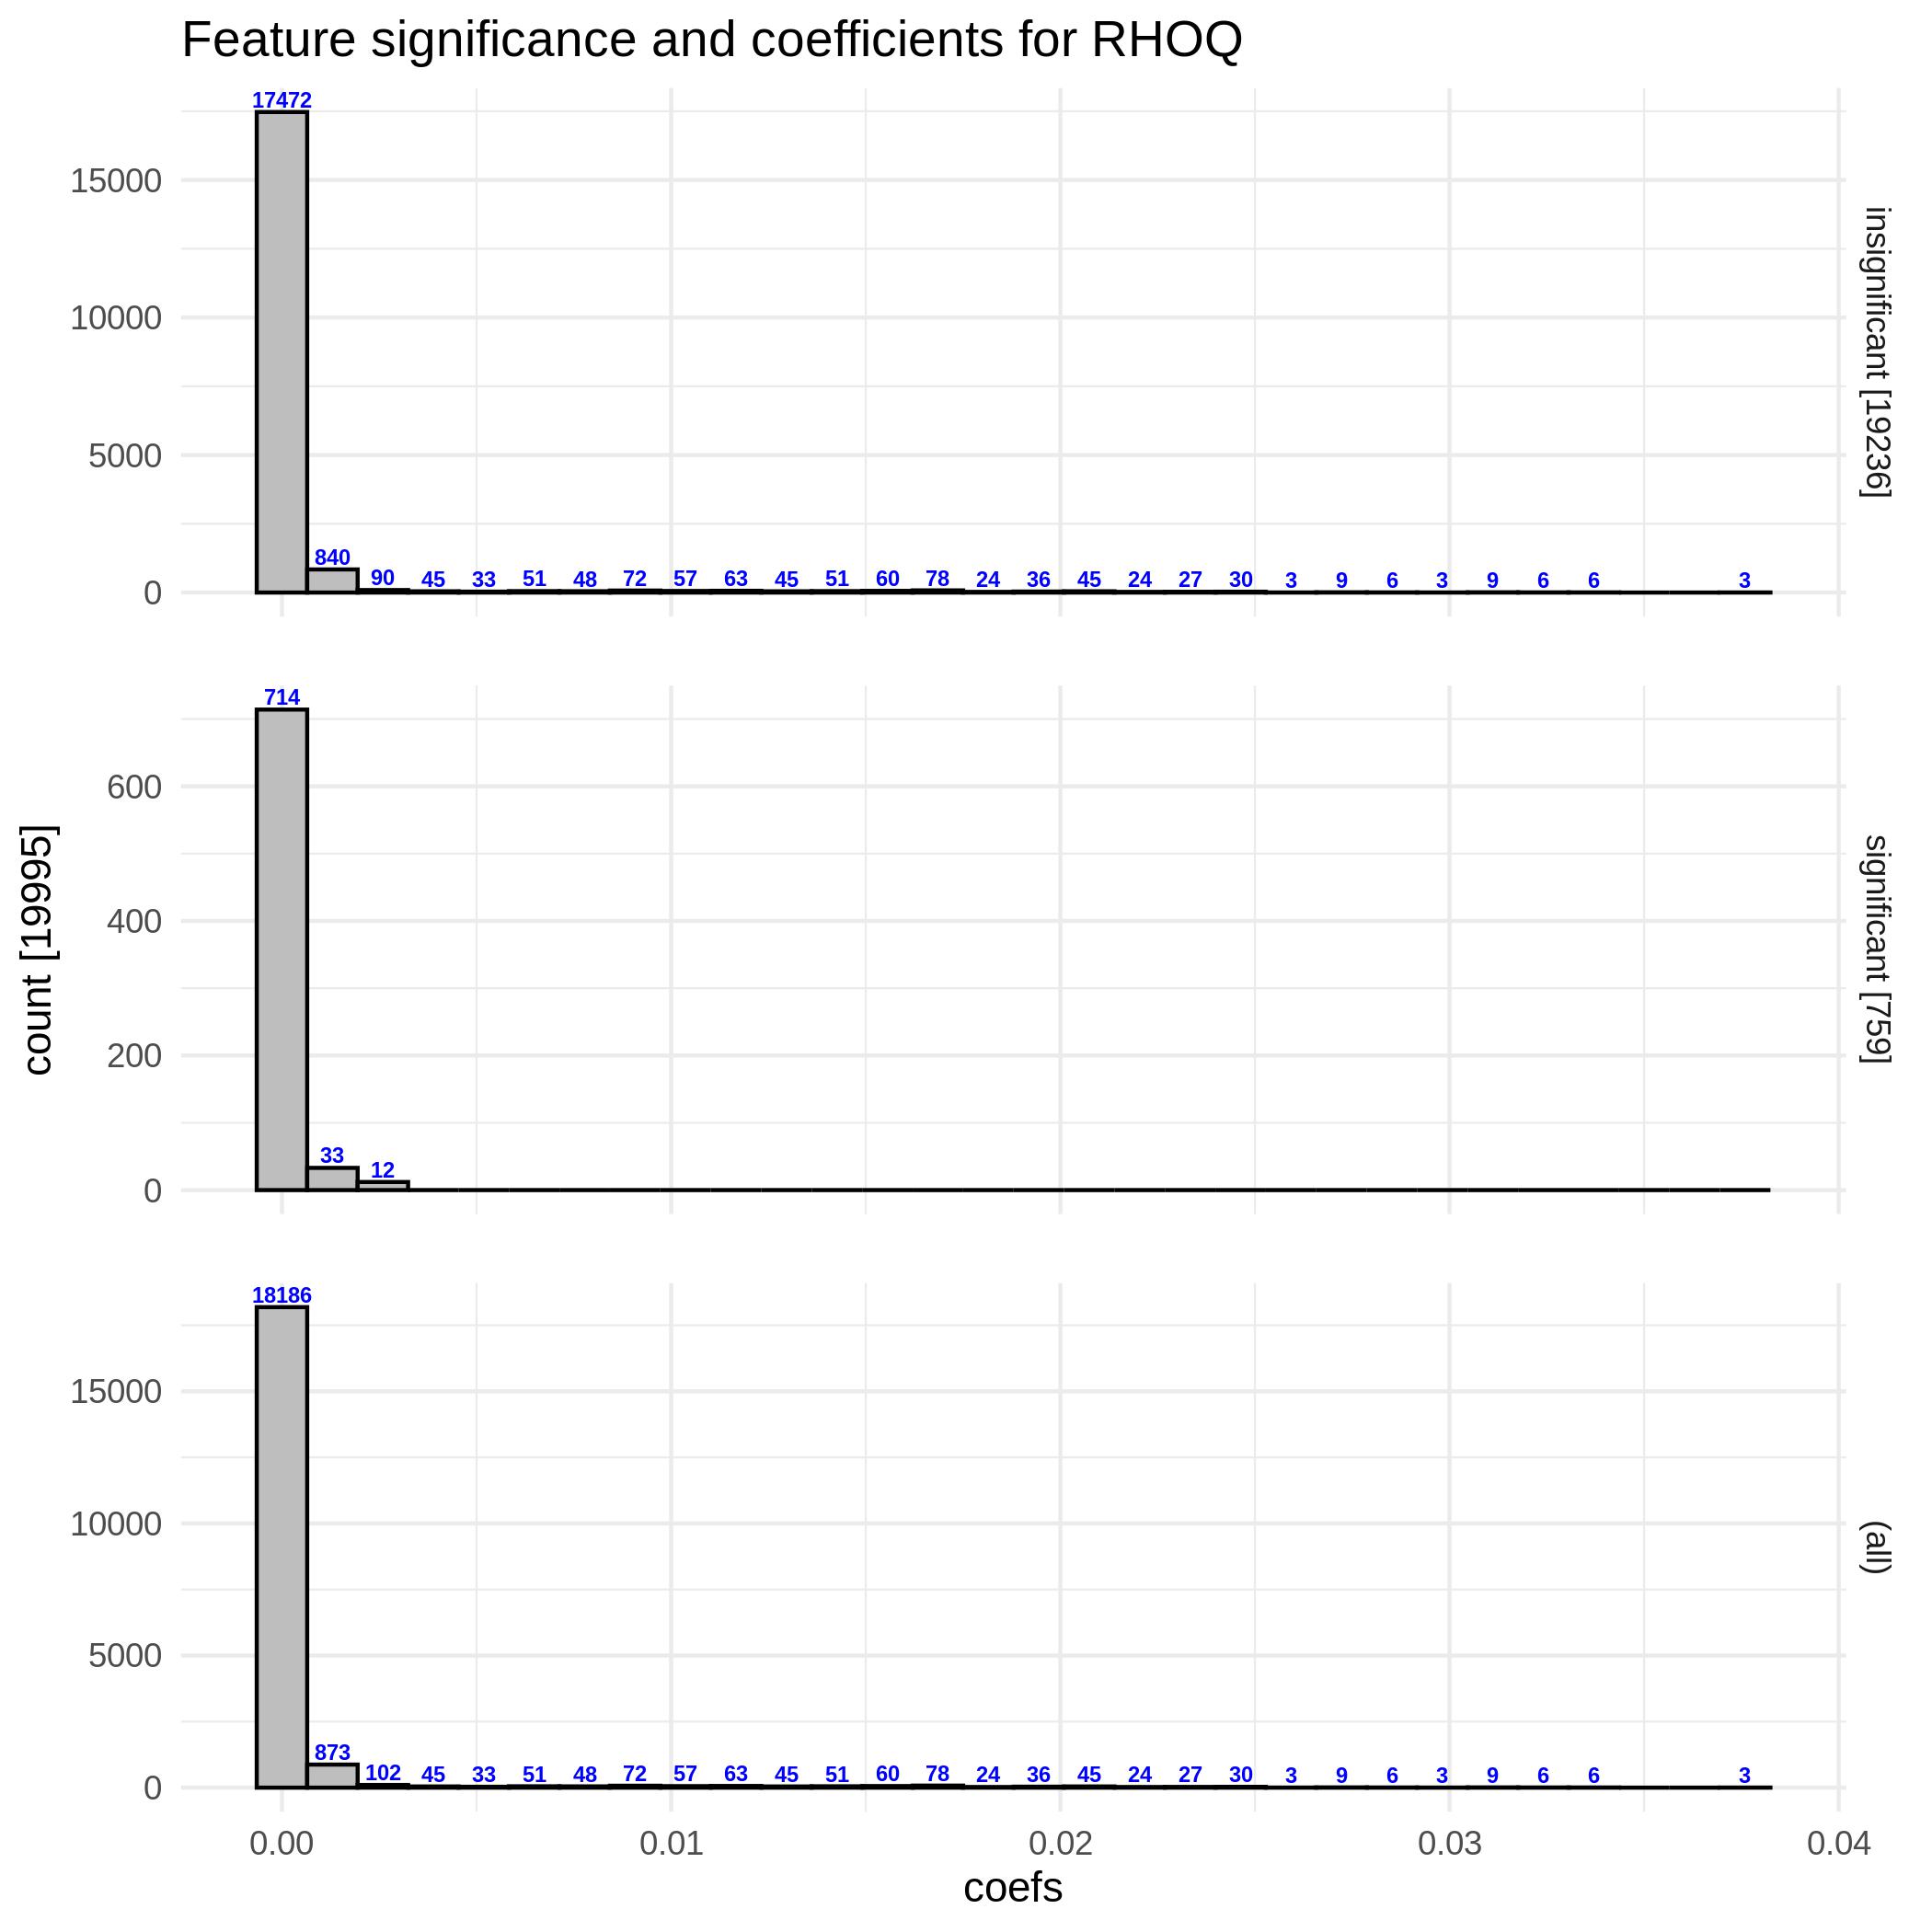 Feature significance and coefficients for RHOQ
17472
15000
10000
5000
0
840 90 45 33 51 48 72 57 63 45 51 60 78 24 36 45 24 27 30 3 9 6 3 9 6 6 3
insignificant [19236]
714
600
400
200
0
33 12
significant [759]
count [19995]
18186
15000
10000
5000
0
873 102 45 33 51 48 72 57 63 45 51 60 78 24 36 45 24 27 30 3 9 6 3 9 6 6 3
(all)
0.00 0.01 0.02 0.03 0.04
coefs